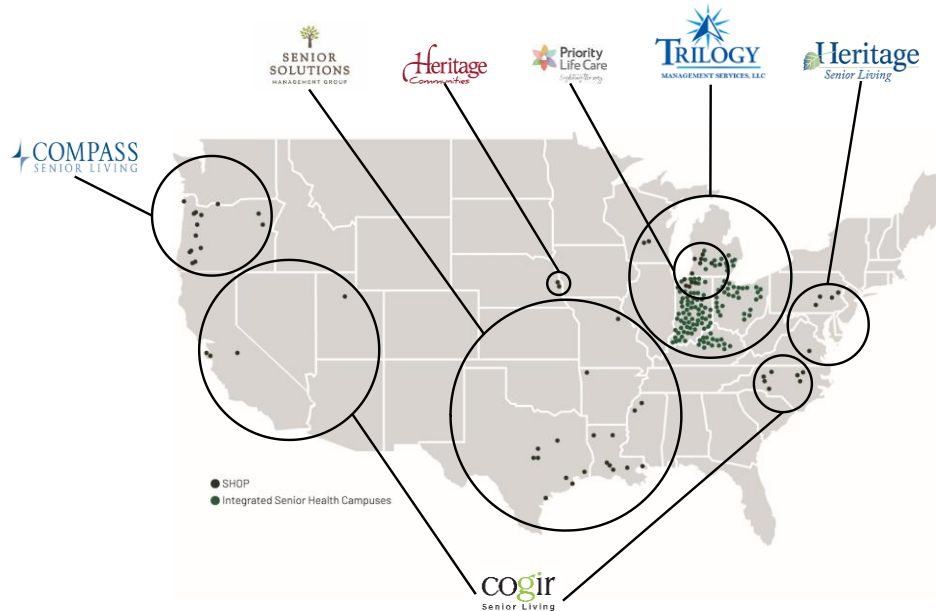 SENIOR
SOLUTIONS
MANAGEMENT GROUP
Heritage
Communities
Priority
Life Care
TRILOGY
MANAGEMENT SERVICES, LLC
Heritage
Senior Living
COMPASS
SENIOR LIVING
SHOP
Integrated Senior Health Campuses
cogir
Senior Living